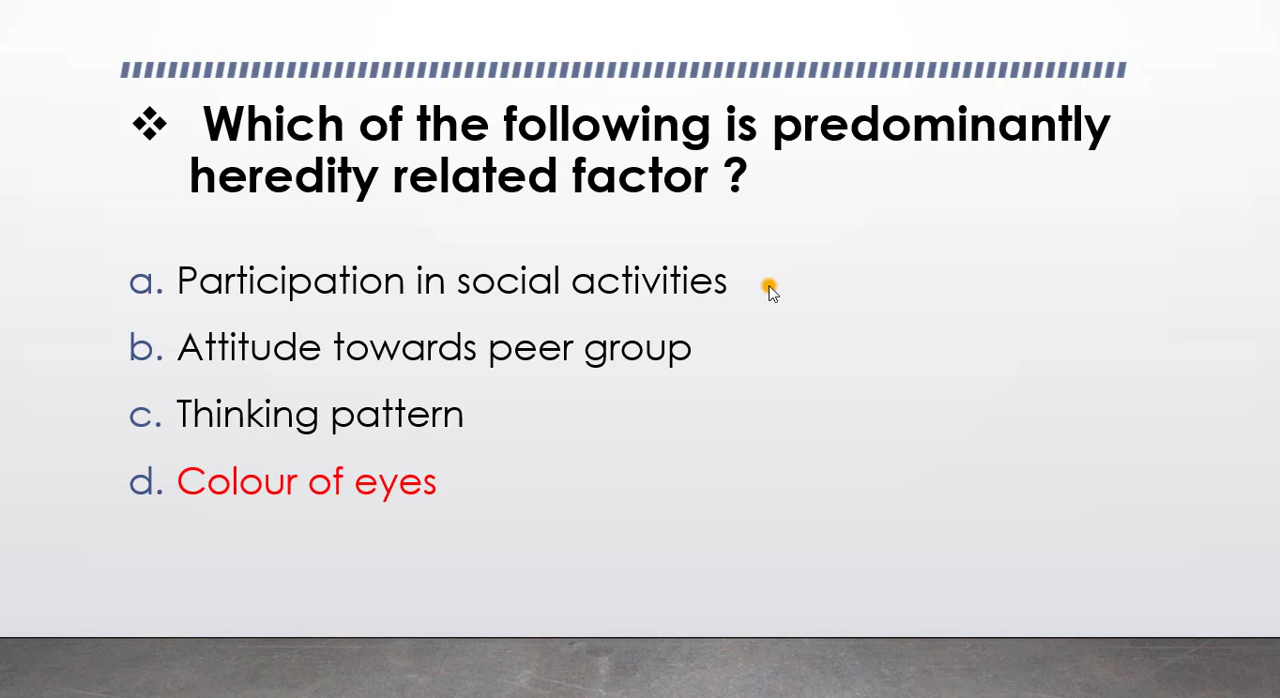 ❖ Which of the following is predominantly
heredity related factor ?
a. Participation in social activities
b. Attitude towards peer group
c. Thinking pattern
d. Colour of eyes